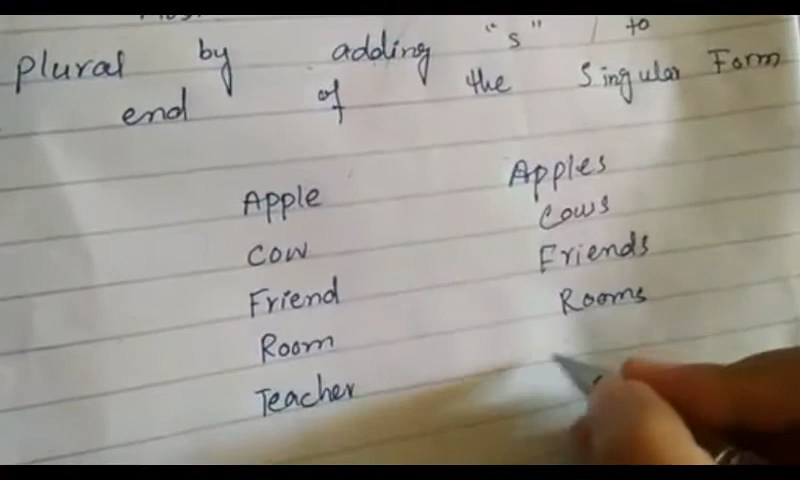 plural by adding "s" / to
end of the Singular Form
Apple Apples
Cow Cows
Friend Friends
Room Rooms
Teacher